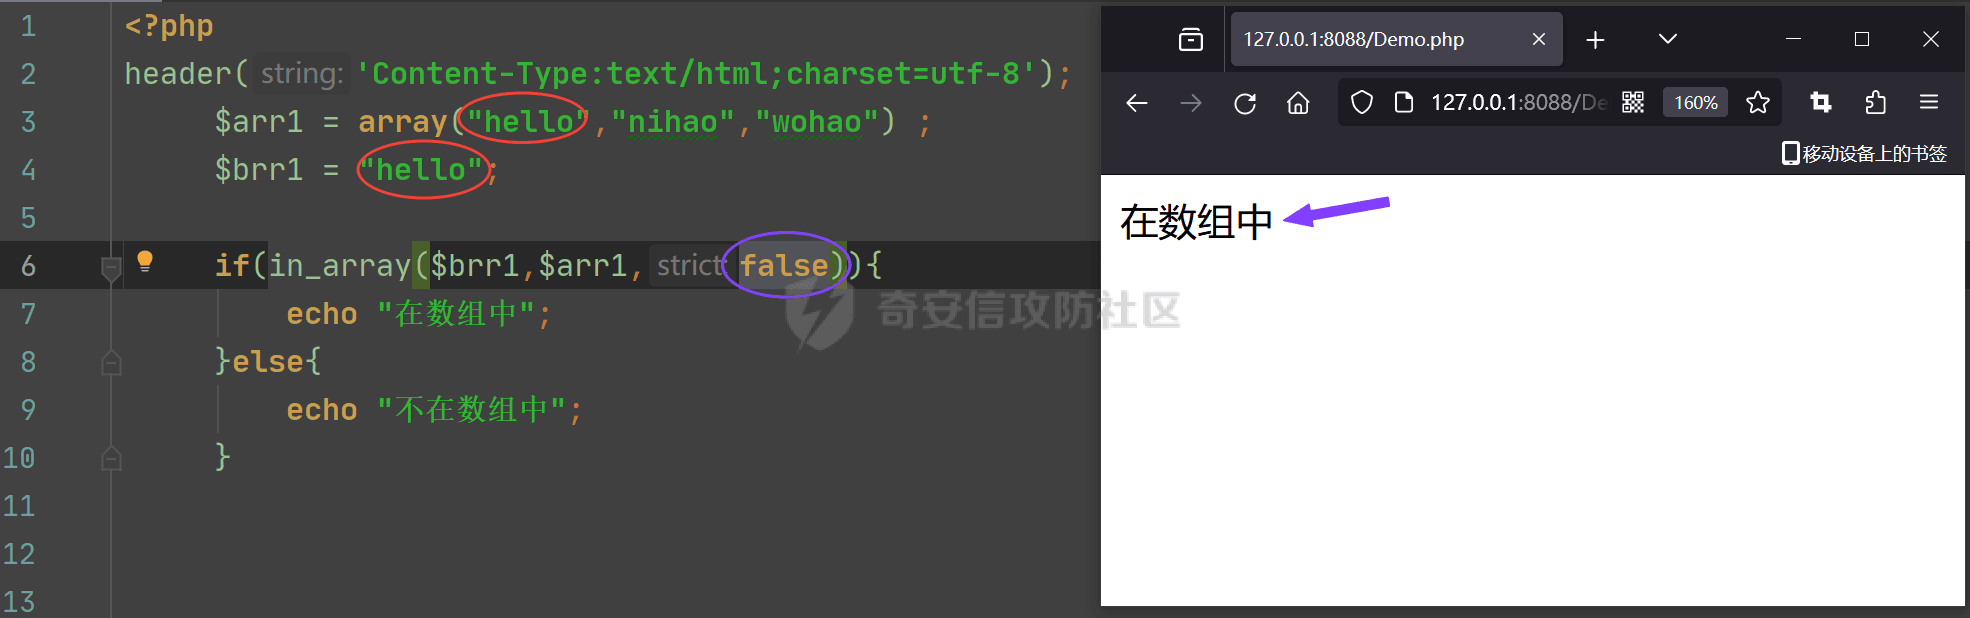 1 <?php
2 header( string: 'Content-Type:text/html;charset=utf-8');
3 $arr1 = array("hello","nihao","wohao") ;
4 $brr1 = "hello";
5
6 if(in_array($brr1,$arr1, strict: false)){
7 echo "在数组中";
8 }else{
9 echo "不在数组中";
10 }
11
12
13
奇安信攻防社区
127.0.0.1:8088/Demo.php
127.0.0.1:8088/De
160%
移动设备上的书签
在数组中